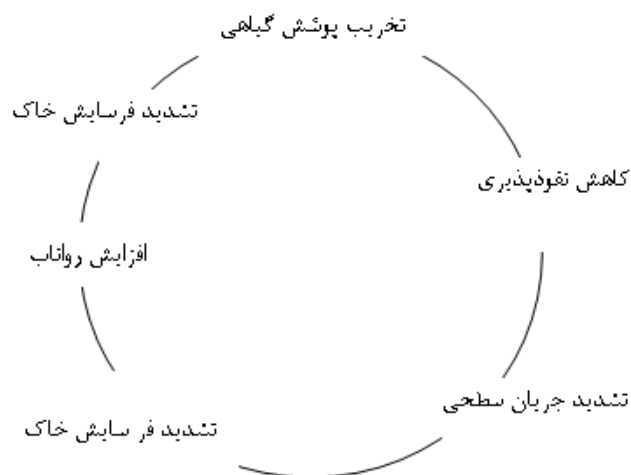 تخریب پوشش گیاهی
تشدید فرسایش خاک
کاهش نفوذپذیری
افزایش رواناب
تشدید جریان سطحی
تشدید فر سایش خاک